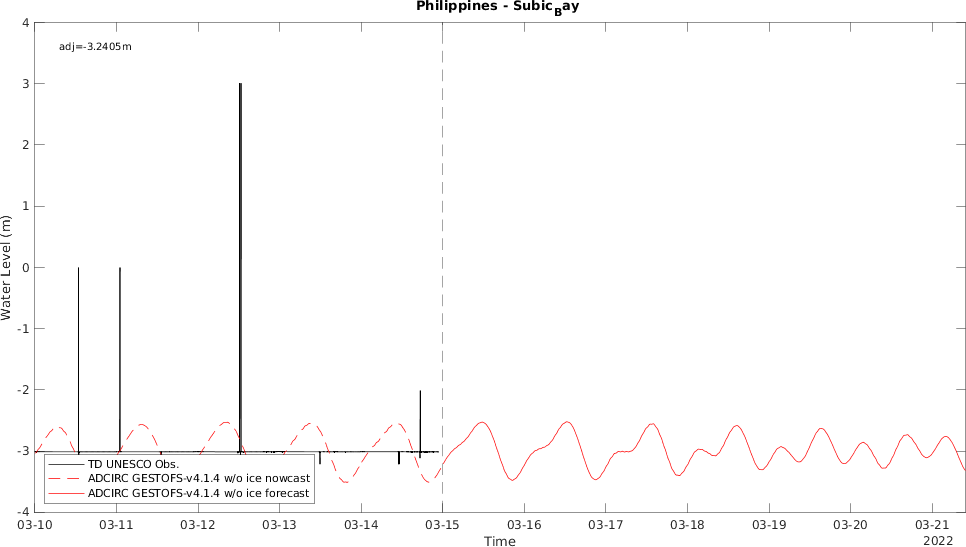 Philippines - Subic_Bay
adj=-3.2405m
4
3
2
1
0
-1
-2
-3
-4
Water Level (m)
TD UNESCO Obs.
ADCIRC GESTOFS-v4.1.4 w/o ice nowcast
ADCIRC GESTOFS-v4.1.4 w/o ice forecast
03-10 03-11 03-12 03-13 03-14 03-15 03-16 03-17 03-18 03-19 03-20 03-21
Time
2022